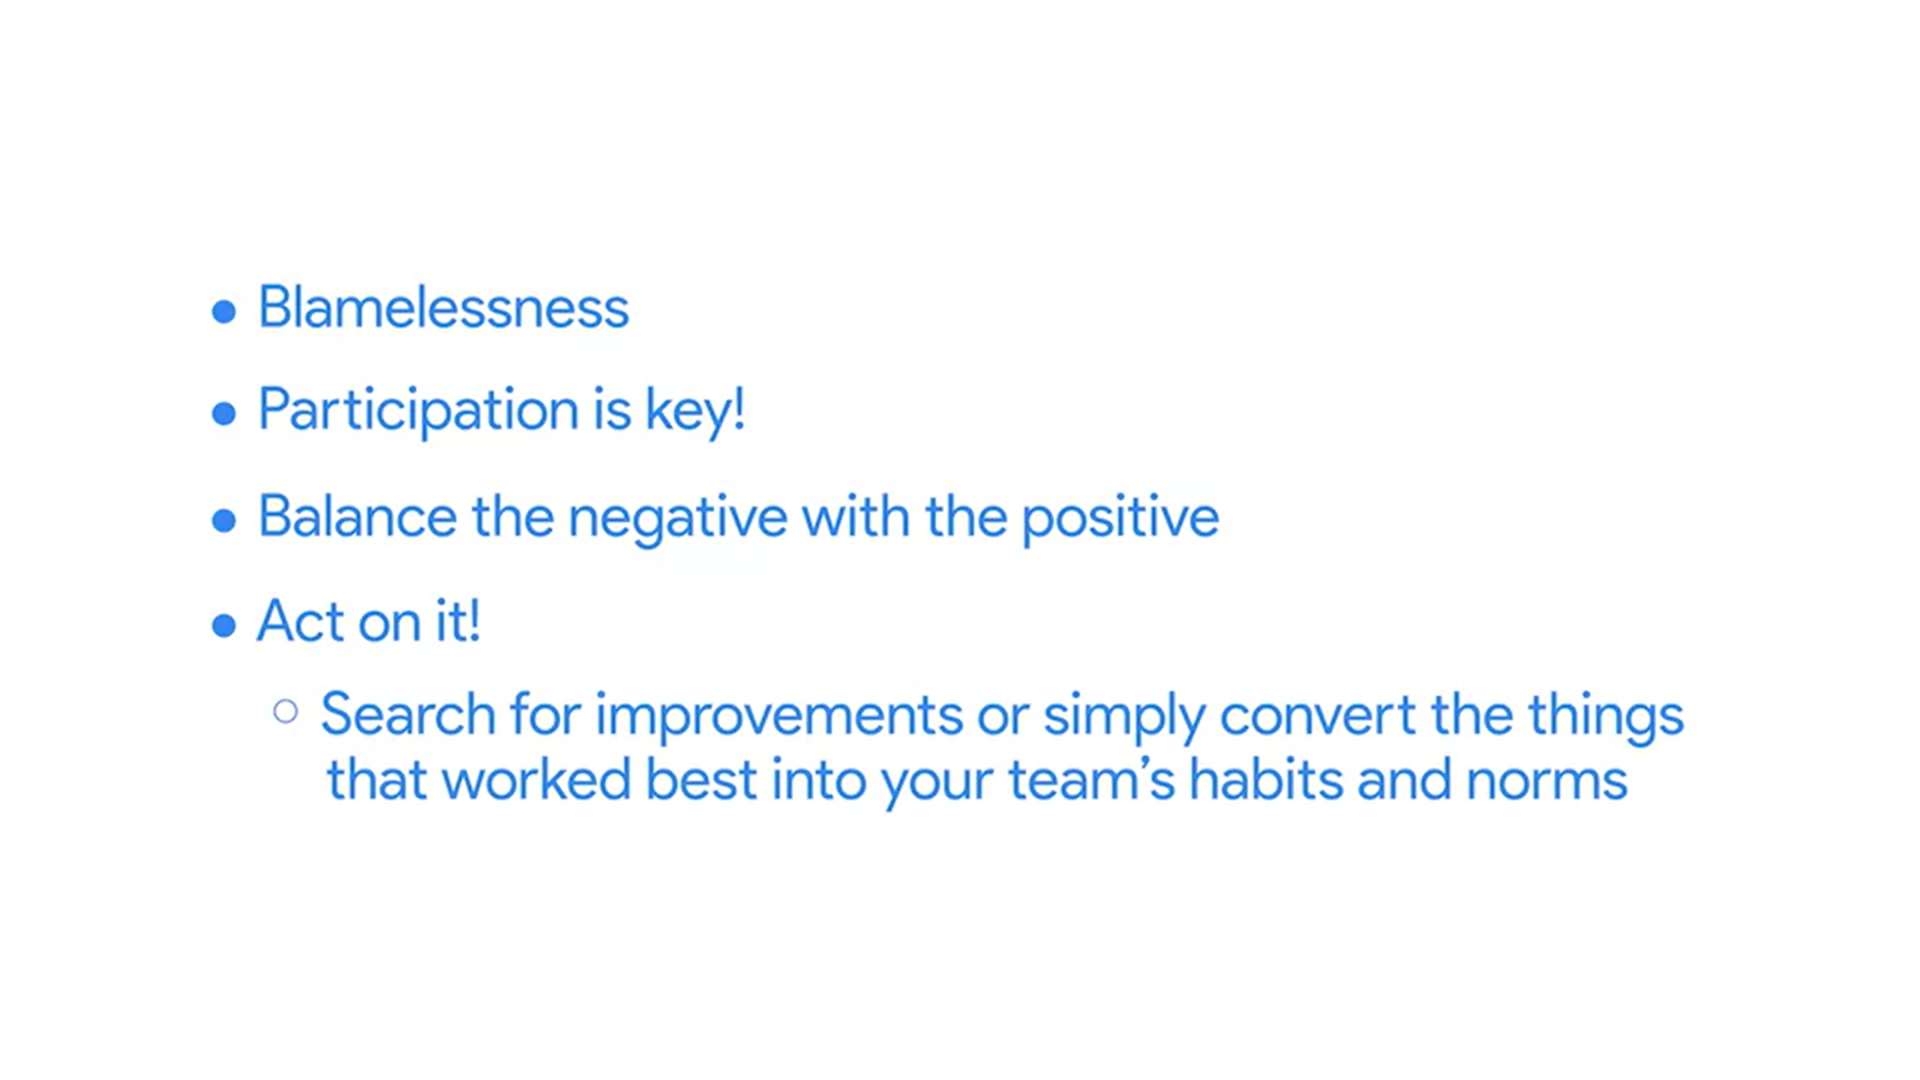 • Blamelessness
• Participation is key!
• Balance the negative with the positive
• Act on it!
○ Search for improvements or simply convert the things
that worked best into your team’s habits and norms